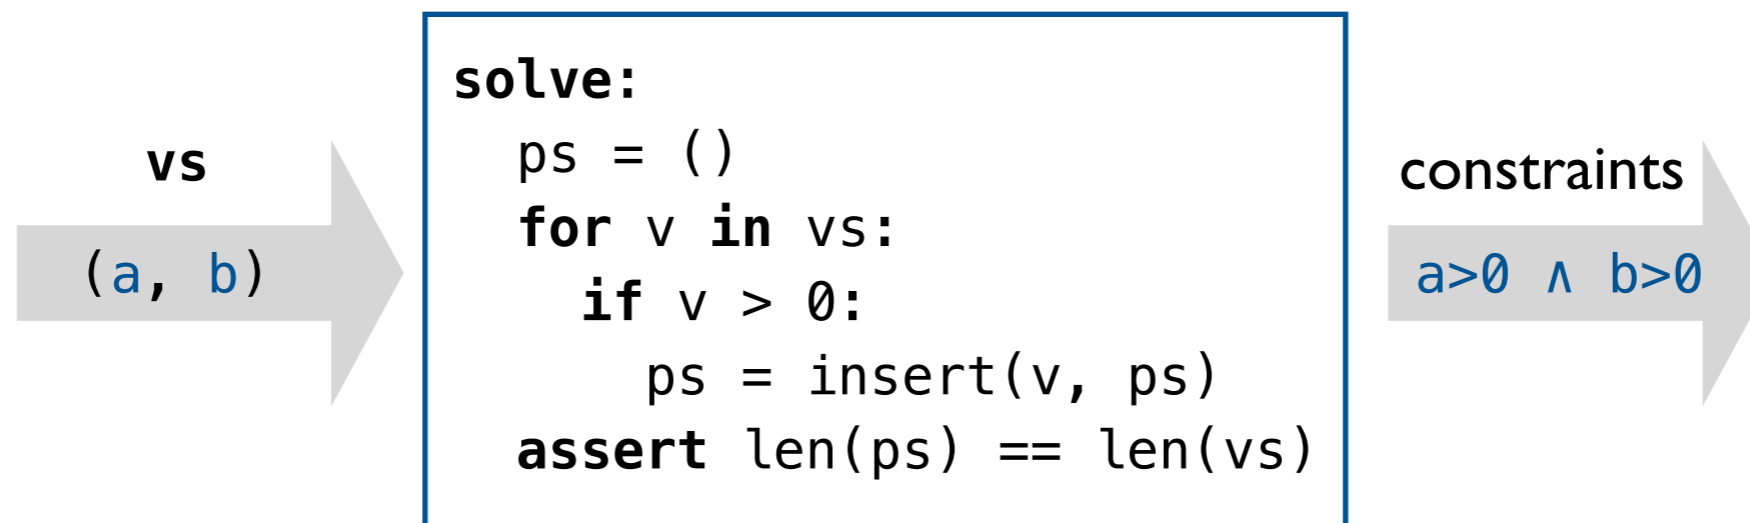 vs
(a, b)
solve:
  ps = ()
  for v in vs:
    if v > 0:
      ps = insert(v, ps)
  assert len(ps) == len(vs)
constraints
a>0 ∧ b>0